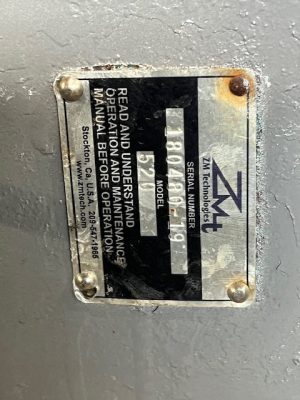 ZMt
ZM Technologies
SERIAL NUMBER
180480-19
MODEL
520
READ AND UNDERSTAND
OPERATION AND MAINTENANCE
MANUAL BEFORE OPERATION.
www.zmtech.com
Stockton, Ca. U.S.A. 209-547-1965